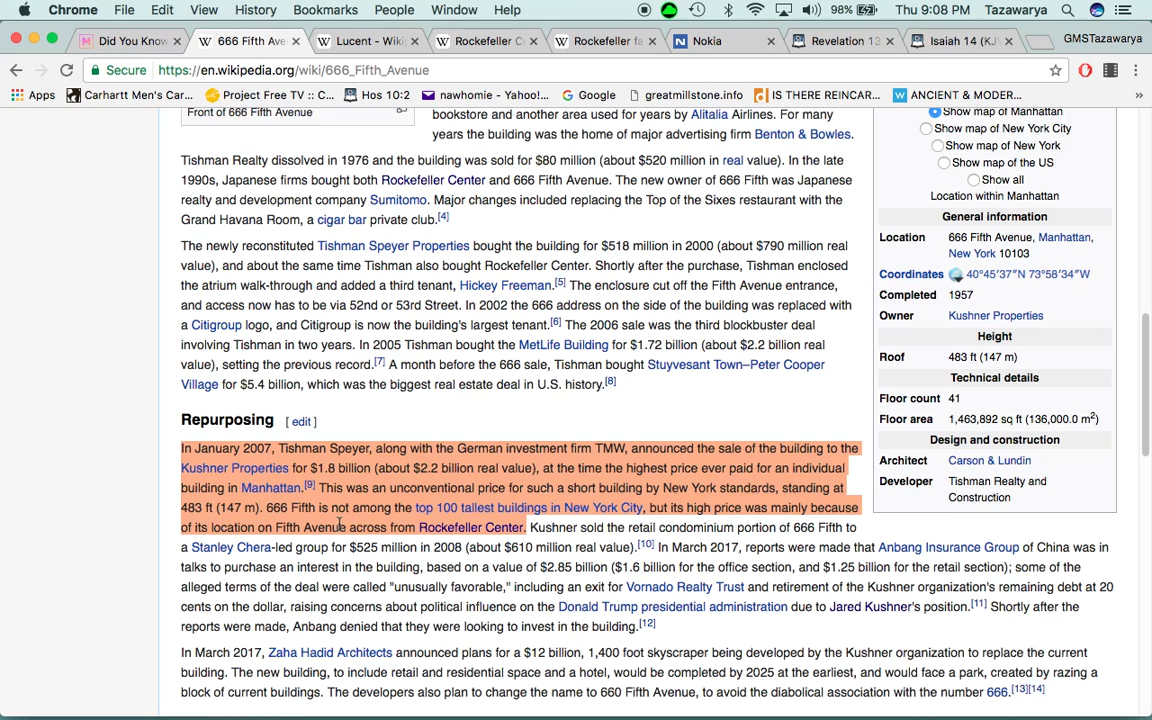 Chrome File Edit View History Bookmarks People Window Help 98% Thu 9:08 PM Tazawarya
Did You Know 666 Fifth Ave Lucent - Wiki Rockefeller C Rockefeller fa Nokia Revelation 13 Isaiah 14 (KJ GMSTazawarya
Secure https://en.wikipedia.org/wiki/666_Fifth_Avenue
Apps Carhartt Men's Car... Project Free TV :: C... Hos 10:2 nawhomie - Yahoo!... Google greatmillstone.info IS THERE REINCAR... ANCIENT & MODER... »
Front of 666 Fifth Avenue
bookstore and another area used for years by Alitalia Airlines. For many
years the building was the home of major advertising firm Benton & Bowles.
Tishman Realty dissolved in 1976 and the building was sold for $80 million (about $520 million in real value). In the late
1990s, Japanese firms bought both Rockefeller Center and 666 Fifth Avenue. The new owner of 666 Fifth was Japanese
realty and development company Sumitomo. Major changes included replacing the Top of the Sixes restaurant with the
Grand Havana Room, a cigar bar private club.[4]
The newly reconstituted Tishman Speyer Properties bought the building for $518 million in 2000 (about $790 million real
value), and about the same time Tishman also bought Rockefeller Center. Shortly after the purchase, Tishman enclosed
the atrium walk-through and added a third tenant, Hickey Freeman.[5] The enclosure cut off the Fifth Avenue entrance,
and access now has to be via 52nd or 53rd Street. In 2002 the 666 address on the side of the building was replaced with
a Citigroup logo, and Citigroup is now the building's largest tenant.[6] The 2006 sale was the third blockbuster deal
involving Tishman in two years. In 2005 Tishman bought the MetLife Building for $1.72 billion (about $2.2 billion real
value), setting the previous record.[7] A month before the 666 sale, Tishman bought Stuyvesant Town–Peter Cooper
Village for $5.4 billion, which was the biggest real estate deal in U.S. history.[8]
Repurposing [ edit ]
In January 2007, Tishman Speyer, along with the German investment firm TMW, announced the sale of the building to the
Kushner Properties for $1.8 billion (about $2.2 billion real value), at the time the highest price ever paid for an individual
building in Manhattan.[9] This was an unconventional price for such a short building by New York standards, standing at
483 ft (147 m). 666 Fifth is not among the top 100 tallest buildings in New York City, but its high price was mainly because
of its location on Fifth Avenue across from Rockefeller Center. Kushner sold the retail condominium portion of 666 Fifth to
a Stanley Chera-led group for $525 million in 2008 (about $610 million real value).[10] In March 2017, reports were made that Anbang Insurance Group of China was in
talks to purchase an interest in the building, based on a value of $2.85 billion ($1.6 billion for the office section, and $1.25 billion for the retail section); some of the
alleged terms of the deal were called "unusually favorable," including an exit for Vornado Realty Trust and retirement of the Kushner organization's remaining debt at 20
cents on the dollar, raising concerns about political influence on the Donald Trump presidential administration due to Jared Kushner's position.[11] Shortly after the
reports were made, Anbang denied that they were looking to invest in the building.[12]
In March 2017, Zaha Hadid Architects announced plans for a $12 billion, 1,400 foot skyscraper being developed by the Kushner organization to replace the current
building. The new building, to include retail and residential space and a hotel, would be completed by 2025 at the earliest, and would face a park, created by razing a
block of current buildings. The developers also plan to change the name to 660 Fifth Avenue, to avoid the diabolical association with the number 666.[13][14]
Show map of Manhattan
Show map of New York City
Show map of New York
Show map of the US
Show all
Location within Manhattan
General information
Location 666 Fifth Avenue, Manhattan,
New York 10103
Coordinates 40°45′37″N 73°58′34″W
Completed 1957
Owner Kushner Properties
Height
Roof 483 ft (147 m)
Technical details
Floor count 41
Floor area 1,463,892 sq ft (136,000.0 m2)
Design and construction
Architect Carson & Lundin
Developer Tishman Realty and
Construction